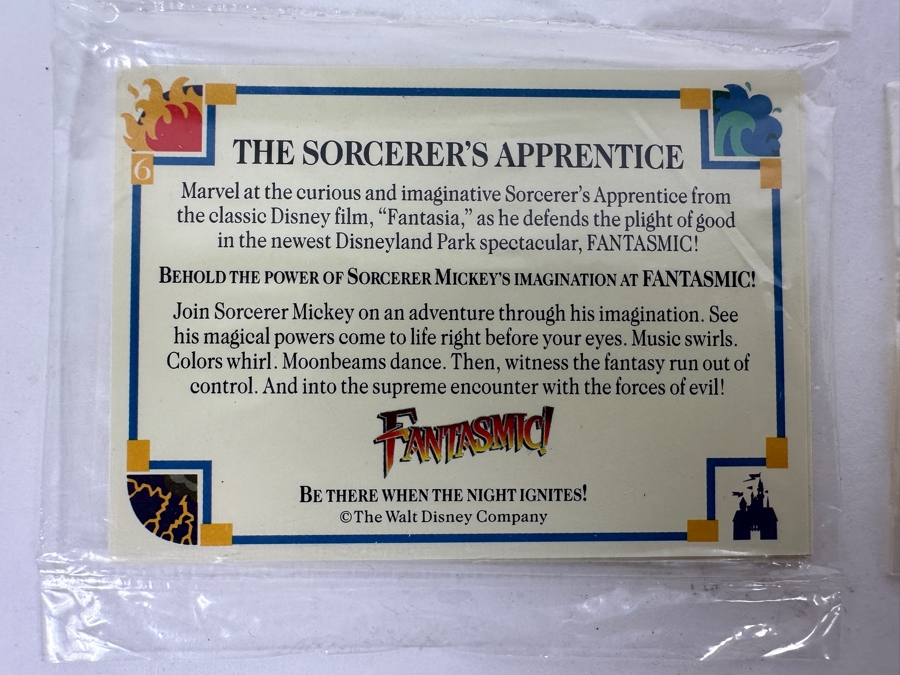 6
THE SORCERER'S APPRENTICE
Marvel at the curious and imaginative Sorcerer's Apprentice from
the classic Disney film, "Fantasia," as he defends the plight of good
in the newest Disneyland Park spectacular, FANTASMIC!
BEHOLD THE POWER OF SORCERER MICKEY'S IMAGINATION AT FANTASMIC!
Join Sorcerer Mickey on an adventure through his imagination. See
his magical powers come to life right before your eyes. Music swirls.
Colors whirl. Moonbeams dance. Then, witness the fantasy run out of
control. And into the supreme encounter with the forces of evil!
FANTASMIC!
BE THERE WHEN THE NIGHT IGNITES!
©The Walt Disney Company